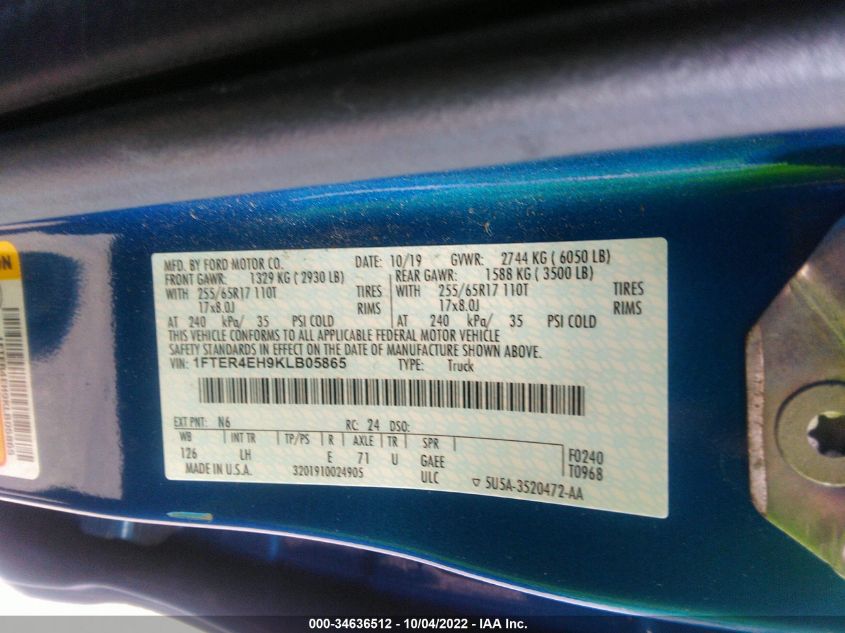 MFD. BY FORD MOTOR CO.
DATE: 10/19 GVWR: 2744 KG ( 6050 LB)
FRONT GAWR: 1329 KG ( 2930 LB)
REAR GAWR: 1588 KG ( 3500 LB)
WITH 255/65R17 110T TIRES
WITH 255/65R17 110T TIRES
17x8.0J RIMS
17x8.0J RIMS
AT 240 kPa/ 35 PSI COLD
AT 240 kPa/ 35 PSI COLD
THIS VEHICLE CONFORMS TO ALL APPLICABLE FEDERAL MOTOR VEHICLE
SAFETY STANDARDS IN EFFECT ON THE DATE OF MANUFACTURE SHOWN ABOVE.
VIN: 1FTER4EH9KLB05865 TYPE: Truck
EXT PNT: N6 RC: 24 DSO:
WB INT TR TP/PS R AXLE TR SPR
126 LH E 71 U GAEE F0240
ULC T0968
MADE IN U.S.A. 3201910024905
▽ 5U5A-3520472-AA
000-34636512 - 10/04/2022 - IAA Inc.